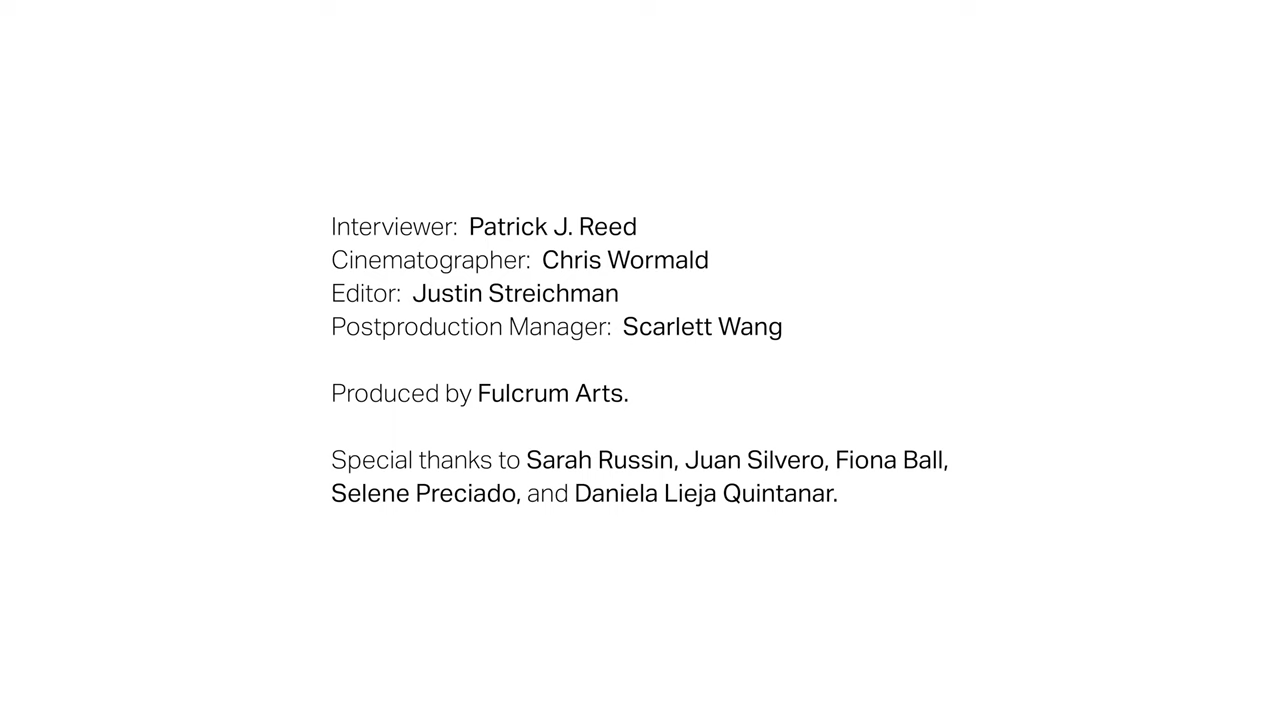 Interviewer: Patrick J. Reed
Cinematographer: Chris Wormald
Editor: Justin Streichman
Postproduction Manager: Scarlett Wang
Produced by Fulcrum Arts.
Special thanks to Sarah Russin, Juan Silvero, Fiona Ball,
Selene Preciado, and Daniela Lieja Quintanar.